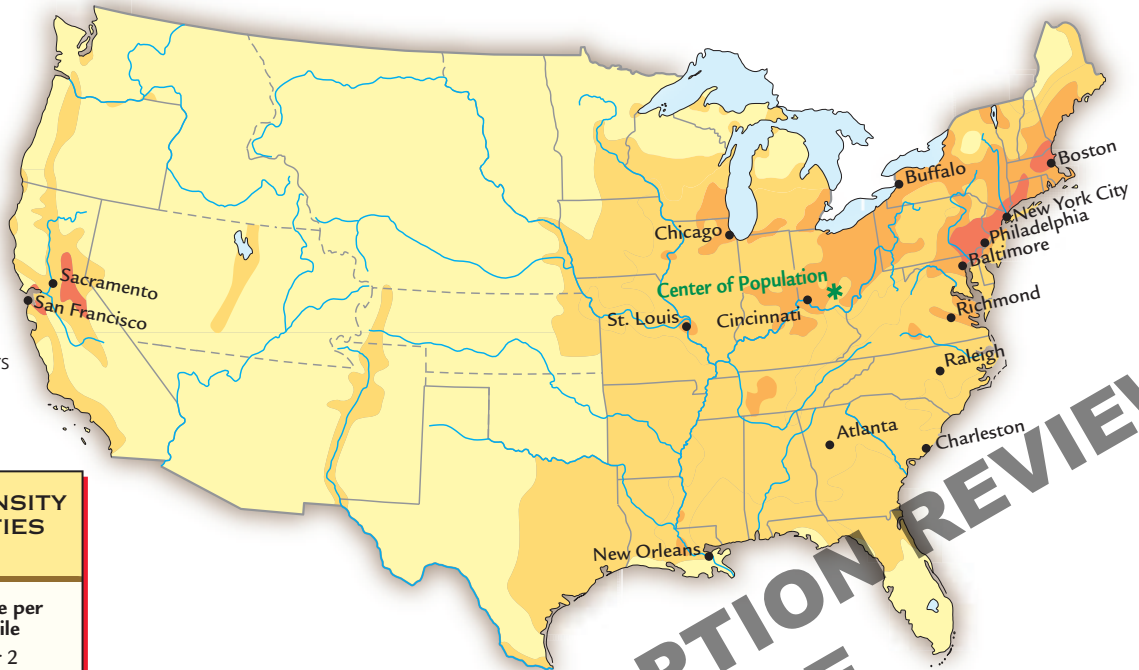 Boston
Buffalo
New York City
Philadelphia
Chicago
Baltimore
Sacramento
Center of Population
San Francisco
St. Louis
Cincinnati
Richmond
Raleigh
Atlanta
Charleston
New Orleans
NSITY
TIES
e per
ile
2
PTION REVIEW